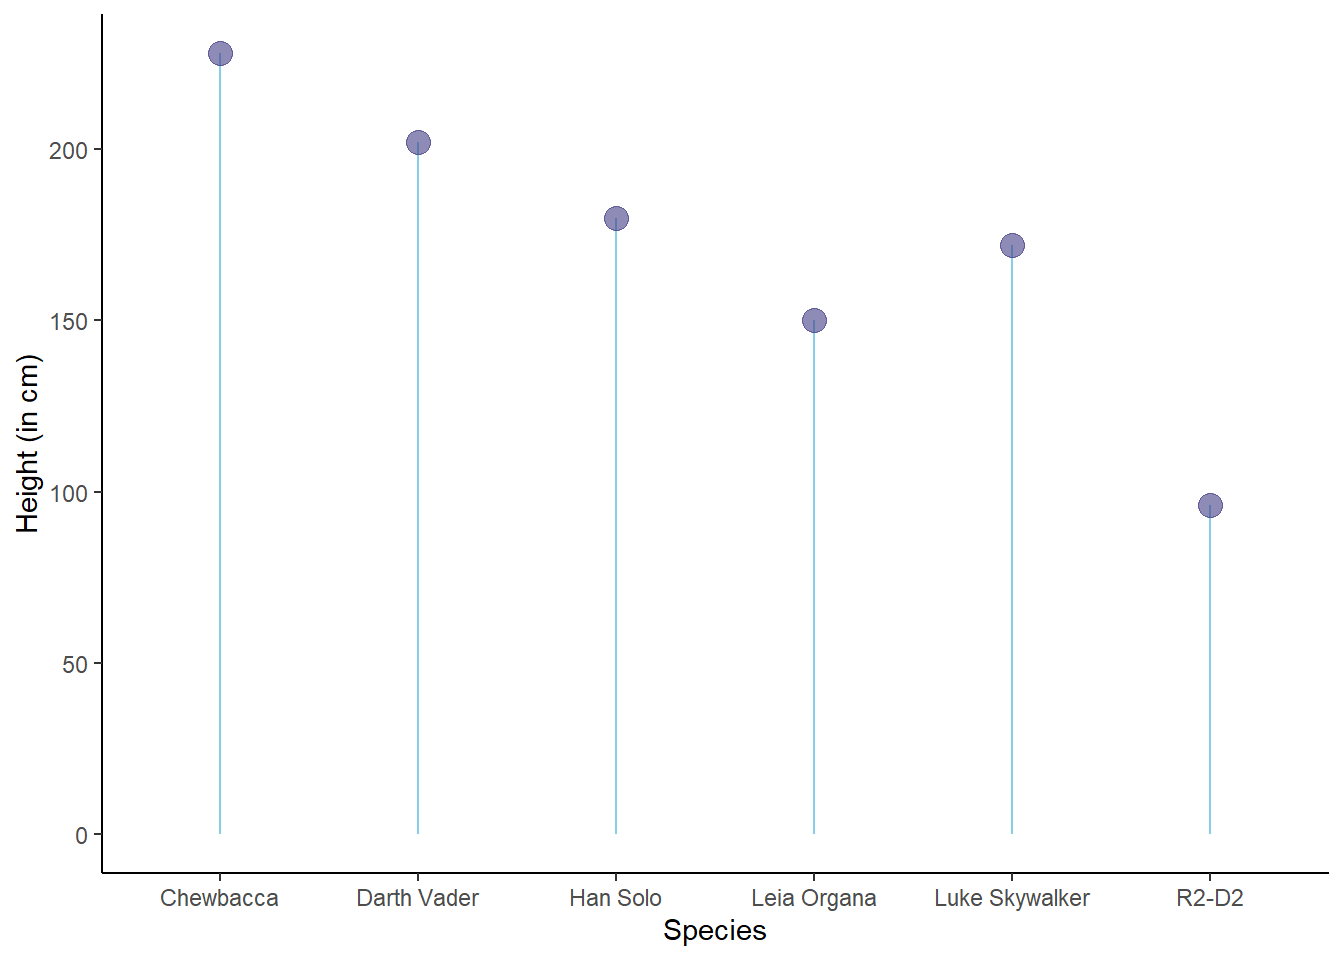 Height (in cm)
200
150
100
50
0
Chewbacca
Darth Vader
Han Solo
Leia Organa
Luke Skywalker
R2-D2
Species